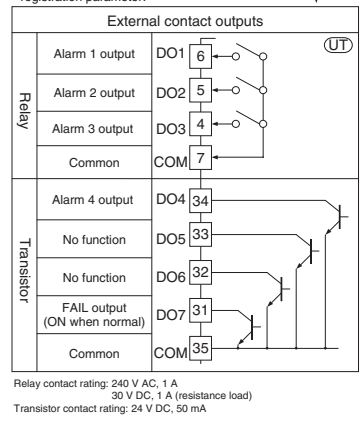 registration parameter.
External contact outputs
UT
Relay
Alarm 1 output DO1 6
Alarm 2 output DO2 5
Alarm 3 output DO3 4
Common COM 7
Transistor
Alarm 4 output DO4 34
No function DO5 33
No function DO6 32
FAIL output
(ON when normal) DO7 31
Common COM 35
Relay contact rating: 240 V AC, 1 A
30 V DC, 1 A (resistance load)
Transistor contact rating: 24 V DC, 50 mA